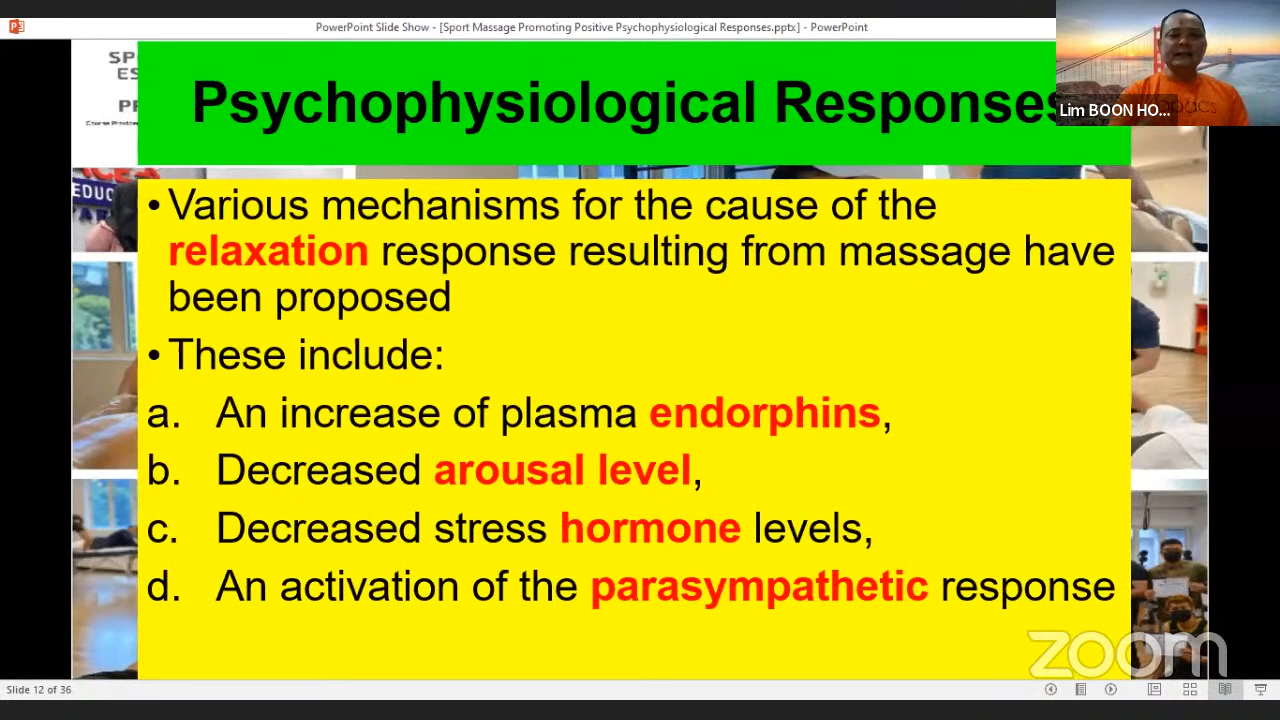 PowerPoint Slide Show - [Sport Massage Promoting Positive Psychophysiological Responses.pptx] - PowerPoint
Psychophysiological Responses
Lim BOON HO...
EDUC
• Various mechanisms for the cause of the
relaxation response resulting from massage have
been proposed
• These include:
a. An increase of plasma endorphins,
b. Decreased arousal level,
c. Decreased stress hormone levels,
d. An activation of the parasympathetic response
zoom
Slide 12 of 36